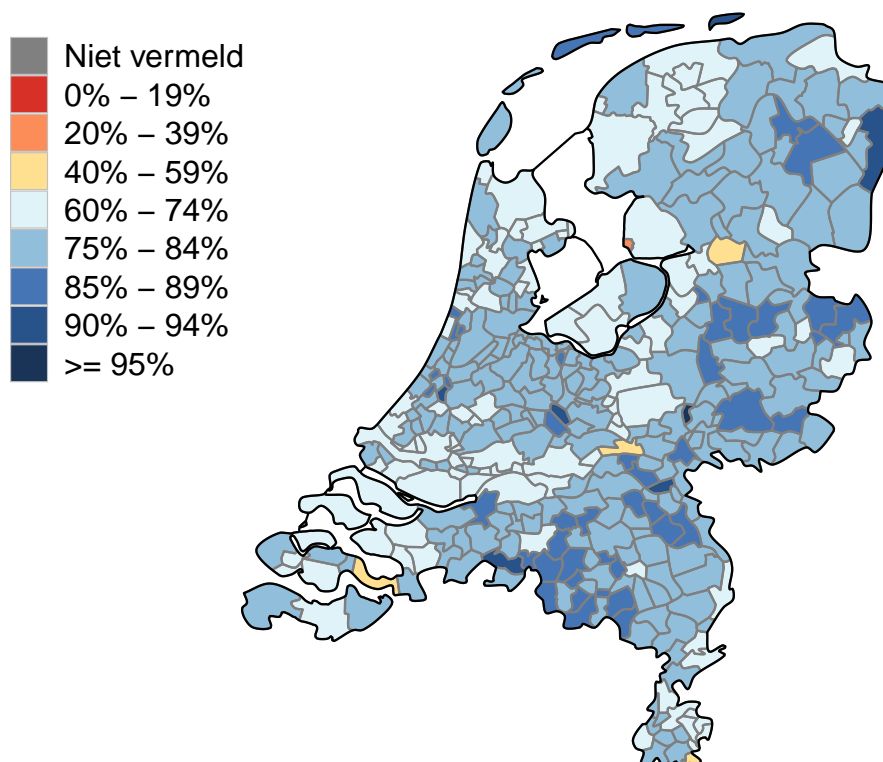 Niet vermeld
0% – 19%
20% – 39%
40% – 59%
60% – 74%
75% – 84%
85% – 89%
90% – 94%
>= 95%